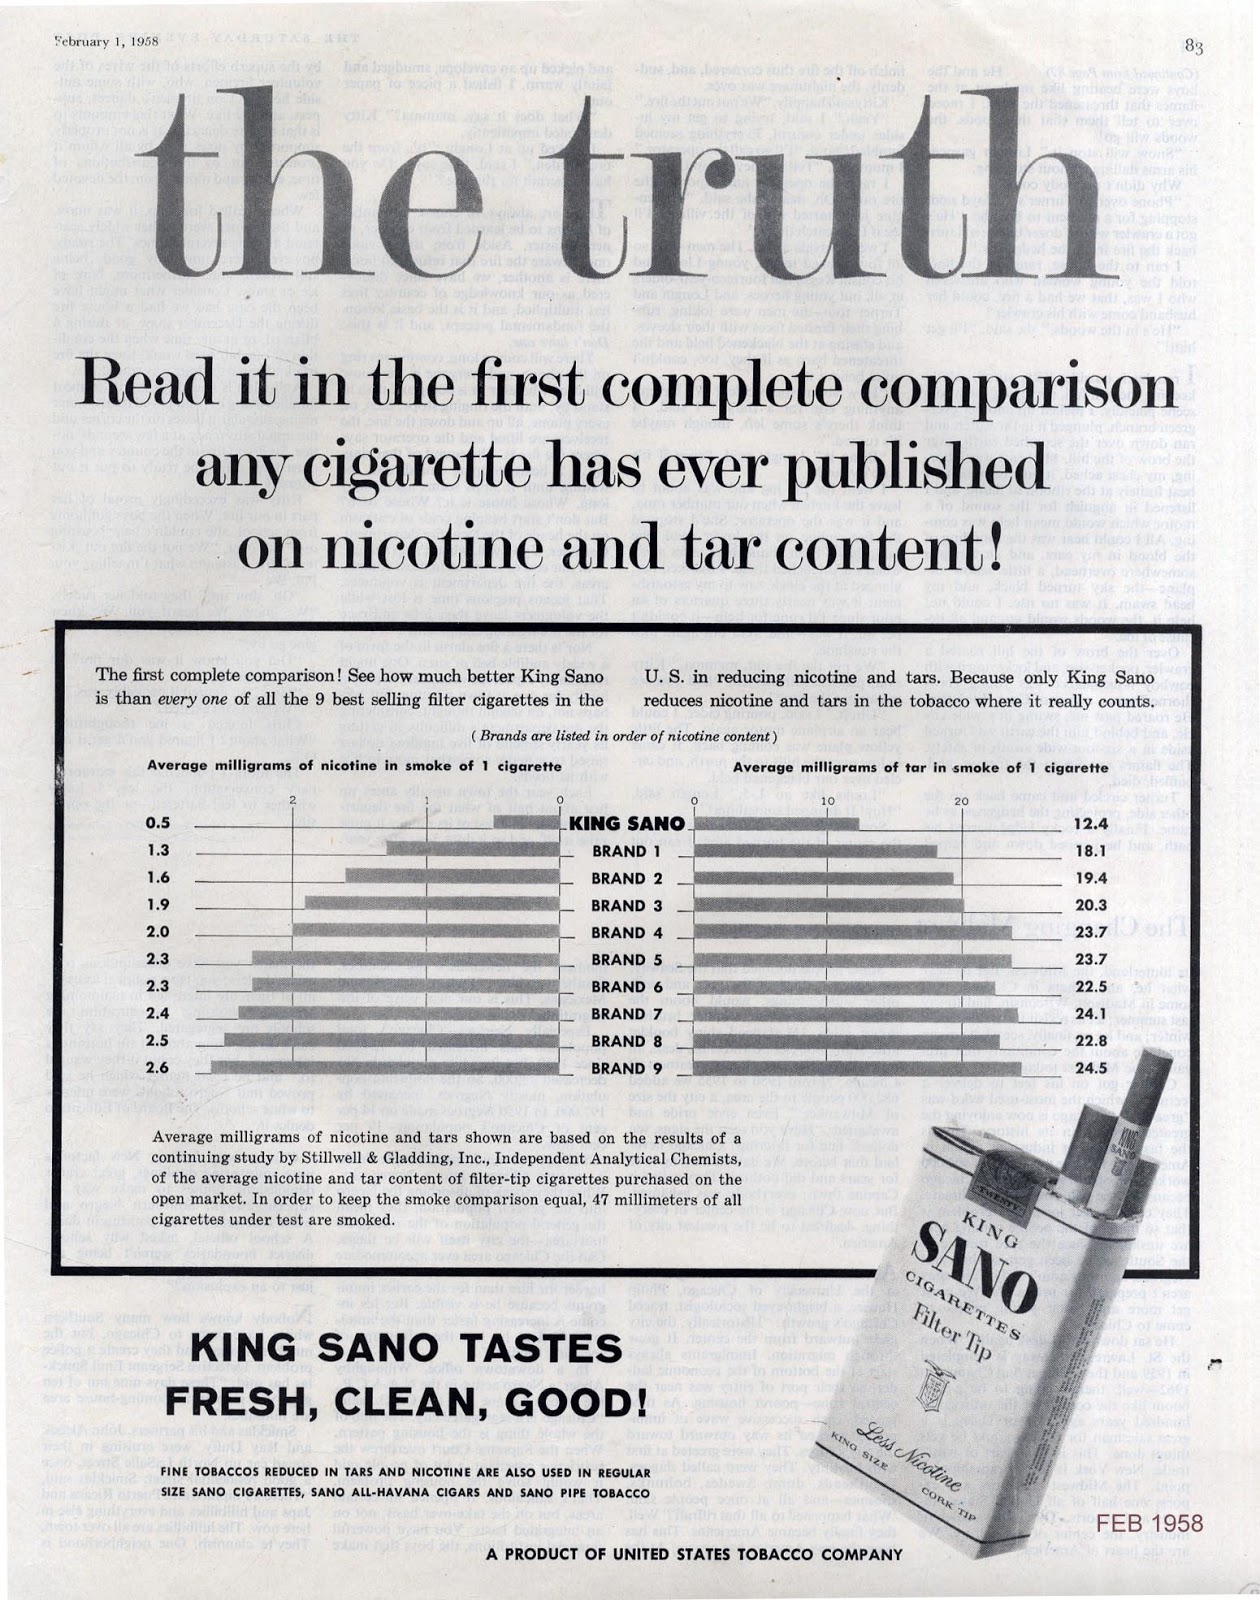 February 1, 1958
83
the truth
Read it in the first complete comparison
any cigarette has ever published
on nicotine and tar content!
The first complete comparison! See how much better King Sano
is than every one of all the 9 best selling filter cigarettes in the
U. S. in reducing nicotine and tars. Because only King Sano
reduces nicotine and tars in the tobacco where it really counts.
(Brands are listed in order of nicotine content)
Average milligrams of nicotine in smoke of 1 cigarette
Average milligrams of tar in smoke of 1 cigarette
2 1 0 0 10 20
0.5 KING SANO 12.4
1.3 BRAND 1 18.1
1.6 BRAND 2 19.4
1.9 BRAND 3 20.3
2.0 BRAND 4 23.7
2.3 BRAND 5 23.7
2.3 BRAND 6 22.5
2.4 BRAND 7 24.1
2.5 BRAND 8 22.8
2.6 BRAND 9 24.5
Average milligrams of nicotine and tars shown are based on the results of a
continuing study by Stillwell & Gladding, Inc., Independent Analytical Chemists,
of the average nicotine and tar content of filter-tip cigarettes purchased on the
open market. In order to keep the smoke comparison equal, 47 millimeters of all
cigarettes under test are smoked.
KING
SANO
TWENTY
KING
SANO
CIGARETTES
Filter Tip
Less Nicotine
KING SIZE
CORK TIP
KING SANO TASTES
FRESH, CLEAN, GOOD!
FINE TOBACCOS REDUCED IN TARS AND NICOTINE ARE ALSO USED IN REGULAR
SIZE SANO CIGARETTES, SANO ALL-HAVANA CIGARS AND SANO PIPE TOBACCO
FEB 1958
A PRODUCT OF UNITED STATES TOBACCO COMPANY